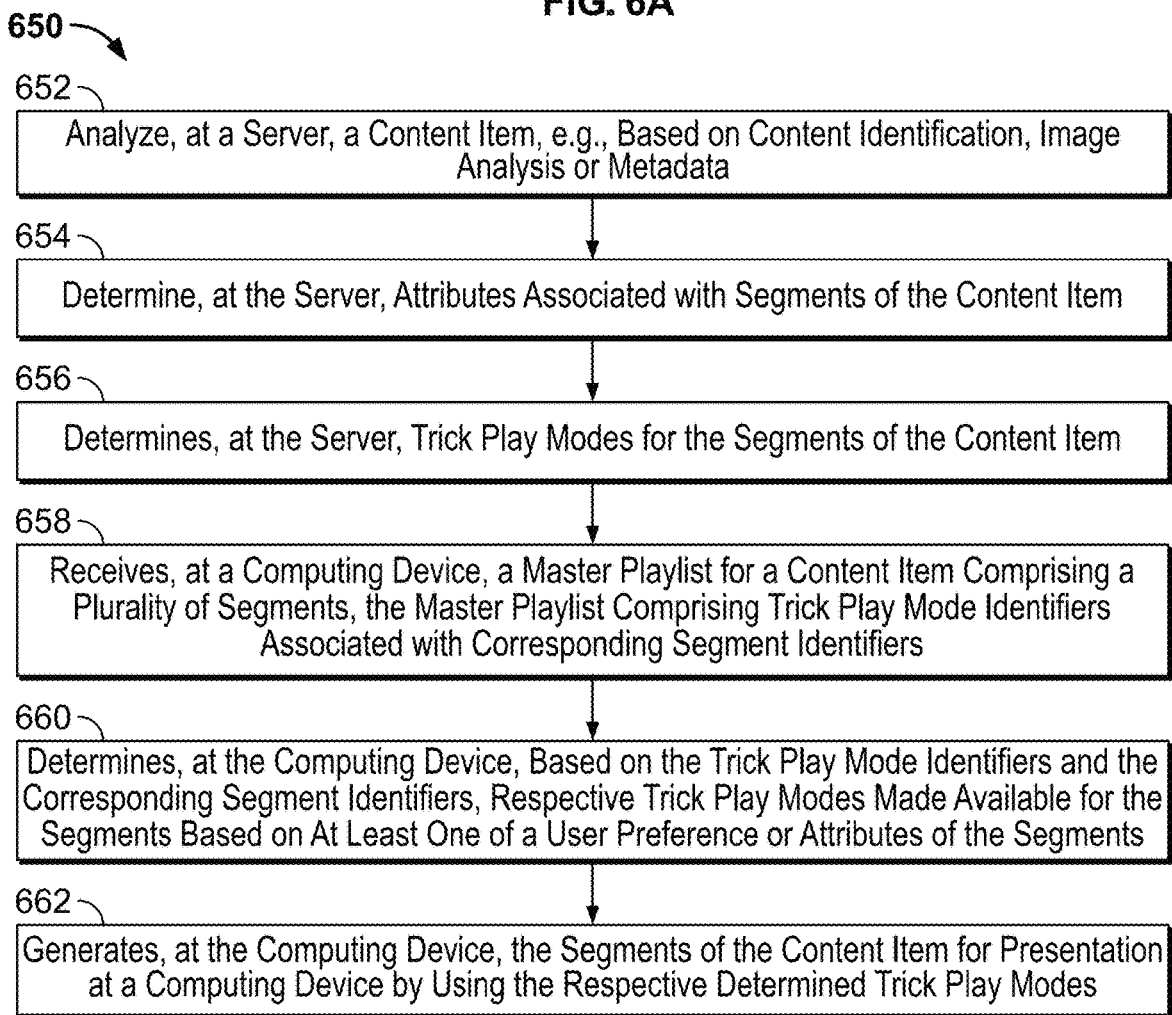 FIG. 6A
650
652
Analyze, at a Server, a Content Item, e.g., Based on Content Identification, Image
Analysis or Metadata
654
Determine, at the Server, Attributes Associated with Segments of the Content Item
656
Determines, at the Server, Trick Play Modes for the Segments of the Content Item
658
Receives, at a Computing Device, a Master Playlist for a Content Item Comprising a
Plurality of Segments, the Master Playlist Comprising Trick Play Mode Identifiers
Associated with Corresponding Segment Identifiers
660
Determines, at the Computing Device, Based on the Trick Play Mode Identifiers and the
Corresponding Segment Identifiers, Respective Trick Play Modes Made Available for the
Segments Based on At Least One of a User Preference or Attributes of the Segments
662
Generates, at the Computing Device, the Segments of the Content Item for Presentation
at a Computing Device by Using the Respective Determined Trick Play Modes